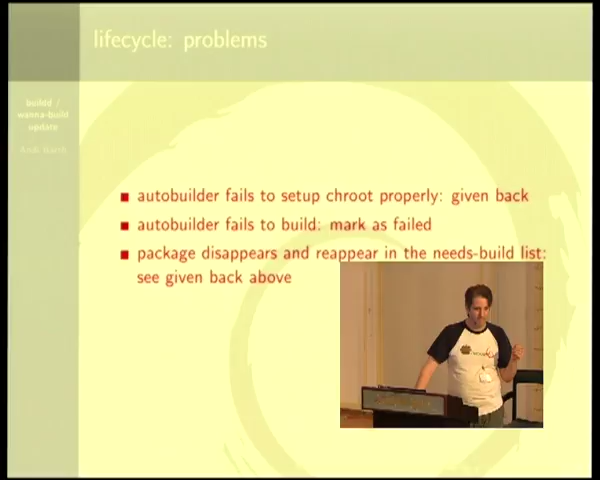 lifecycle: problems
buildd /
wanna-build
update
Andi Barth
autobuilder fails to setup chroot properly: given back
autobuilder fails to build: mark as failed
package disappears and reappear in the needs-build list:
see given back above